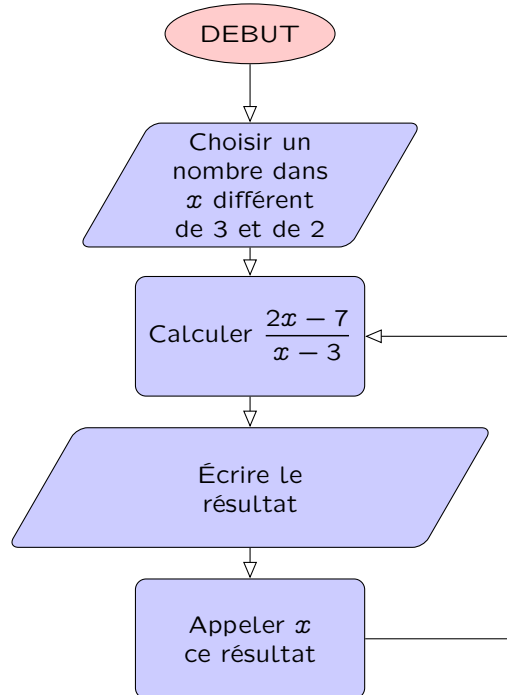 DEBUT
Choisir un
nombre dans
x différent
de 3 et de 2
Calculer \frac{2x − 7}{x − 3}
Écrire le
résultat
Appeler x
ce résultat